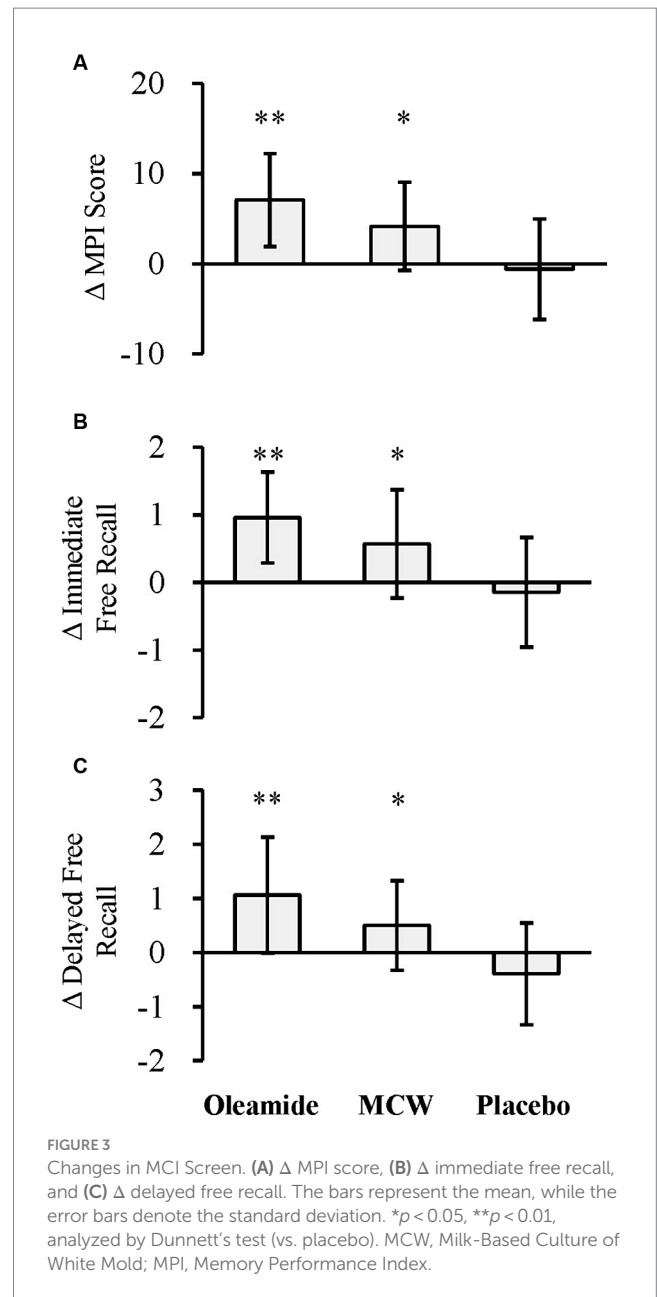 A
20
10
0
-10
Δ MPI Score
**
*
B
2
1
0
-1
-2
Δ Immediate
Free Recall
**
*
C
3
2
1
0
-1
-2
Δ Delayed Free
Recall
**
*
Oleamide MCW Placebo
FIGURE 3
Changes in MCI Screen. (A) Δ MPI score, (B) Δ immediate free recall,
and (C) Δ delayed free recall. The bars represent the mean, while the
error bars denote the standard deviation. *p < 0.05, **p < 0.01,
analyzed by Dunnett’s test (vs. placebo). MCW, Milk-Based Culture of
White Mold; MPI, Memory Performance Index.